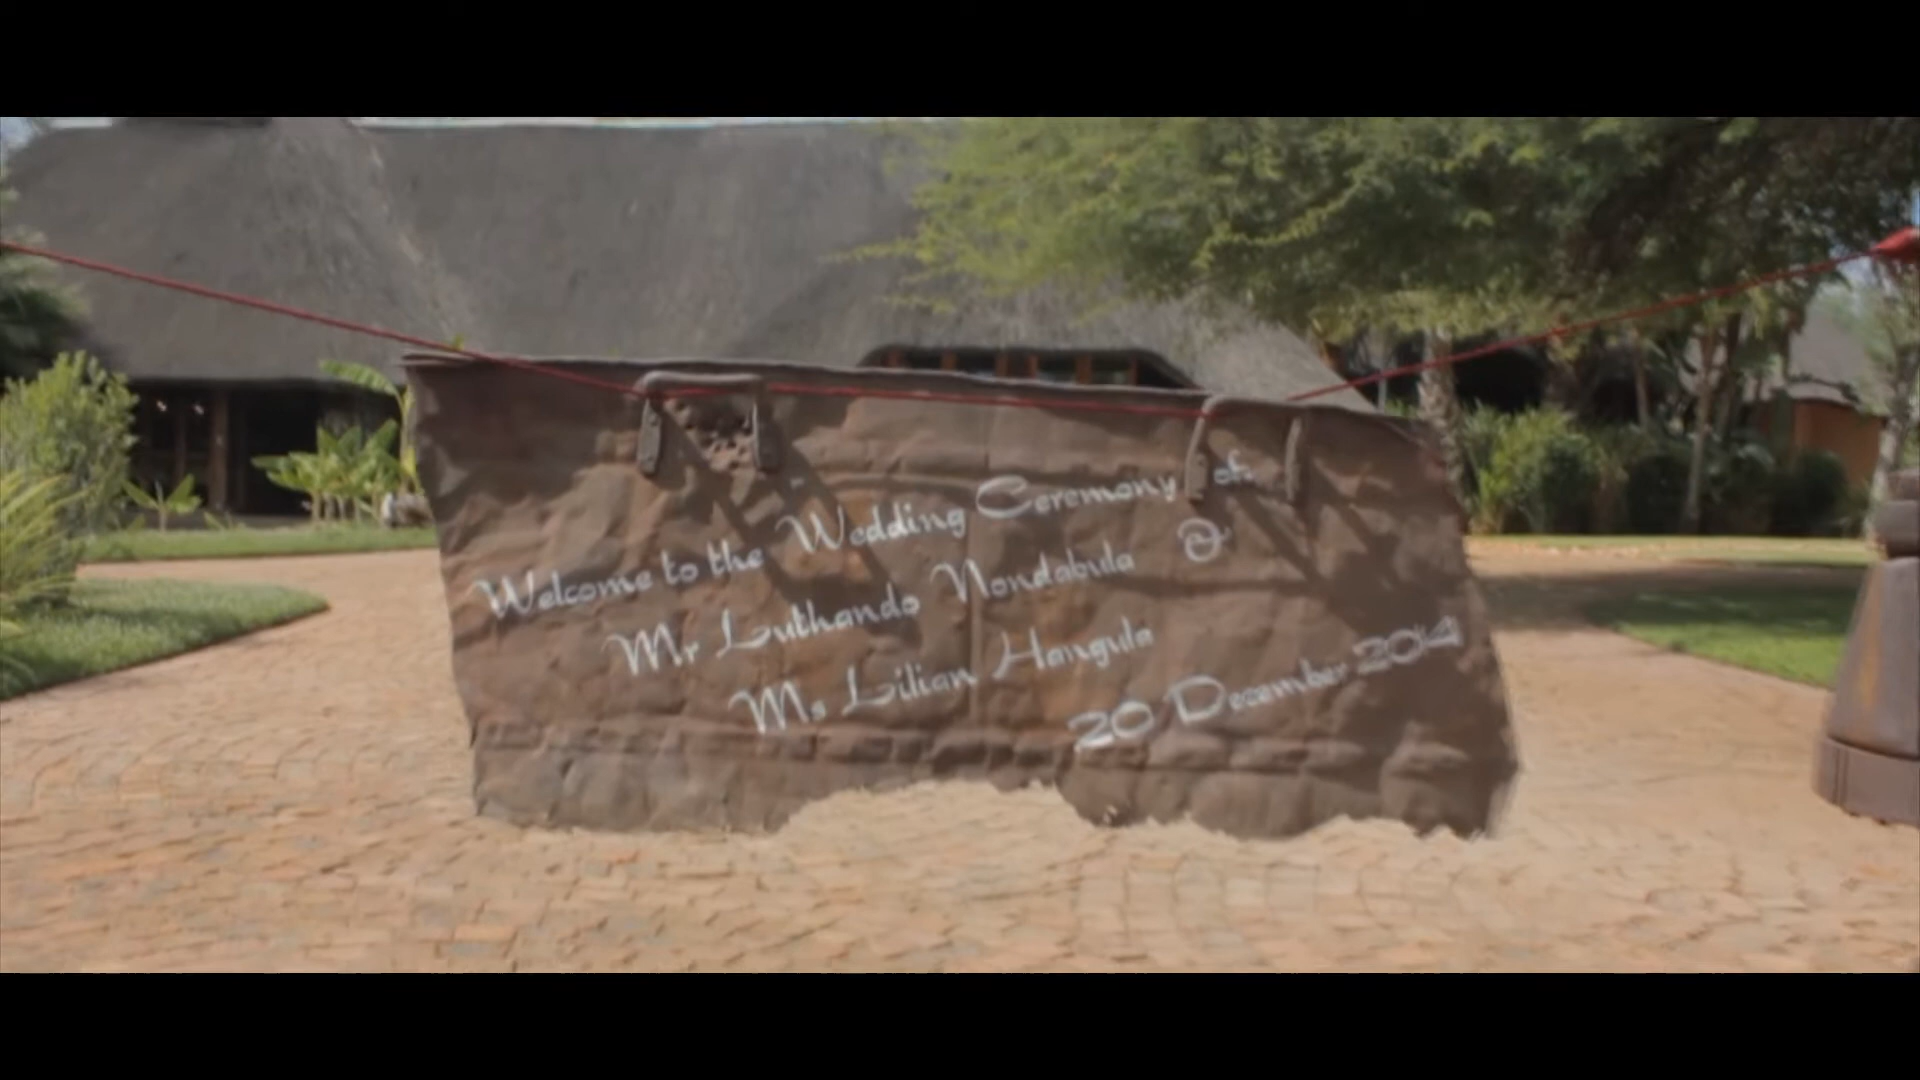 Welcome to the Wedding Ceremony of:
Mr Luthando Nondabula &
Ms Lilian Hangula
20 December 2014